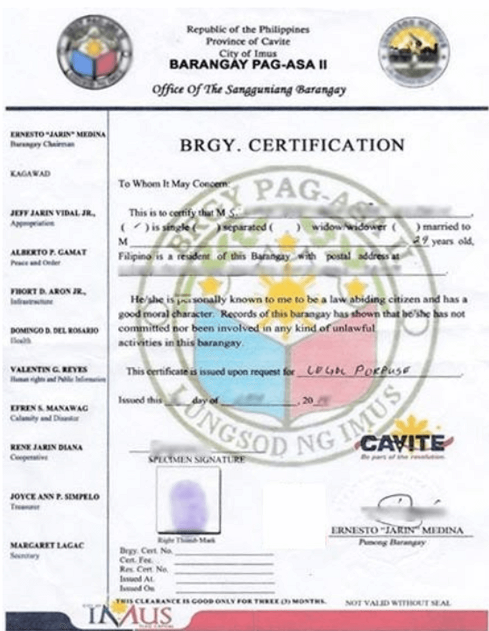 Republic of the Philippines
Province of Cavite
City of Imus
BARANGAY PAG-ASA II
Office Of The Sangguniang Barangay
ERNESTO "JARIN" MEDINA
Barangay Chairman
KAGAWAD
JEFF JARIN VIDAL JR.,
Appropriation
ALBERTO P. GAMAT
Peace and Order
FHORT D. ARON JR.,
Infrastructure
DOMINGO D. DEL ROSARIO
Health
VALENTIN G. REYES
Human rights and Public Information
EFREN S. MANAWAG
Calamity and Disaster
RENE JARIN DIANA
Cooperative
JOYCE ANN P. SIMPELO
Treasurer
MARGARET LAGAC
Secretary
BRGY. CERTIFICATION
To Whom It May Concern:
This is to certify that M S.
( ✓ ) is single ( ) separated ( ) widow/widower ( ) married to
M 29 years old,
Filipino is a resident of this Barangay with postal address at
He/she is personally known to me to be a law abiding citizen and has a
good moral character. Records of this barangay has shown that he/she has not
committed nor been involved in any kind of unlawful
activities in this barangay.
This certificate is issued upon request for LEGAL PORPUSE
Issued this day of , 20
BRGY PAG-ASA II
LUNGSOD NG IMUS
CAVITE
Be part of the revolution.
SPECIMEN SIGNATURE
Right Thumb Mark
ERNESTO "JARIN" MEDINA
Punong Barangay
Brgy. Cert. No.
Cert. Fee.
Res. Cert. No.
Issued At.
Issued On.
THIS CLEARANCE IS GOOD ONLY FOR THREE (3) MONTHS.
NOT VALID WITHOUT SEAL
IMUS